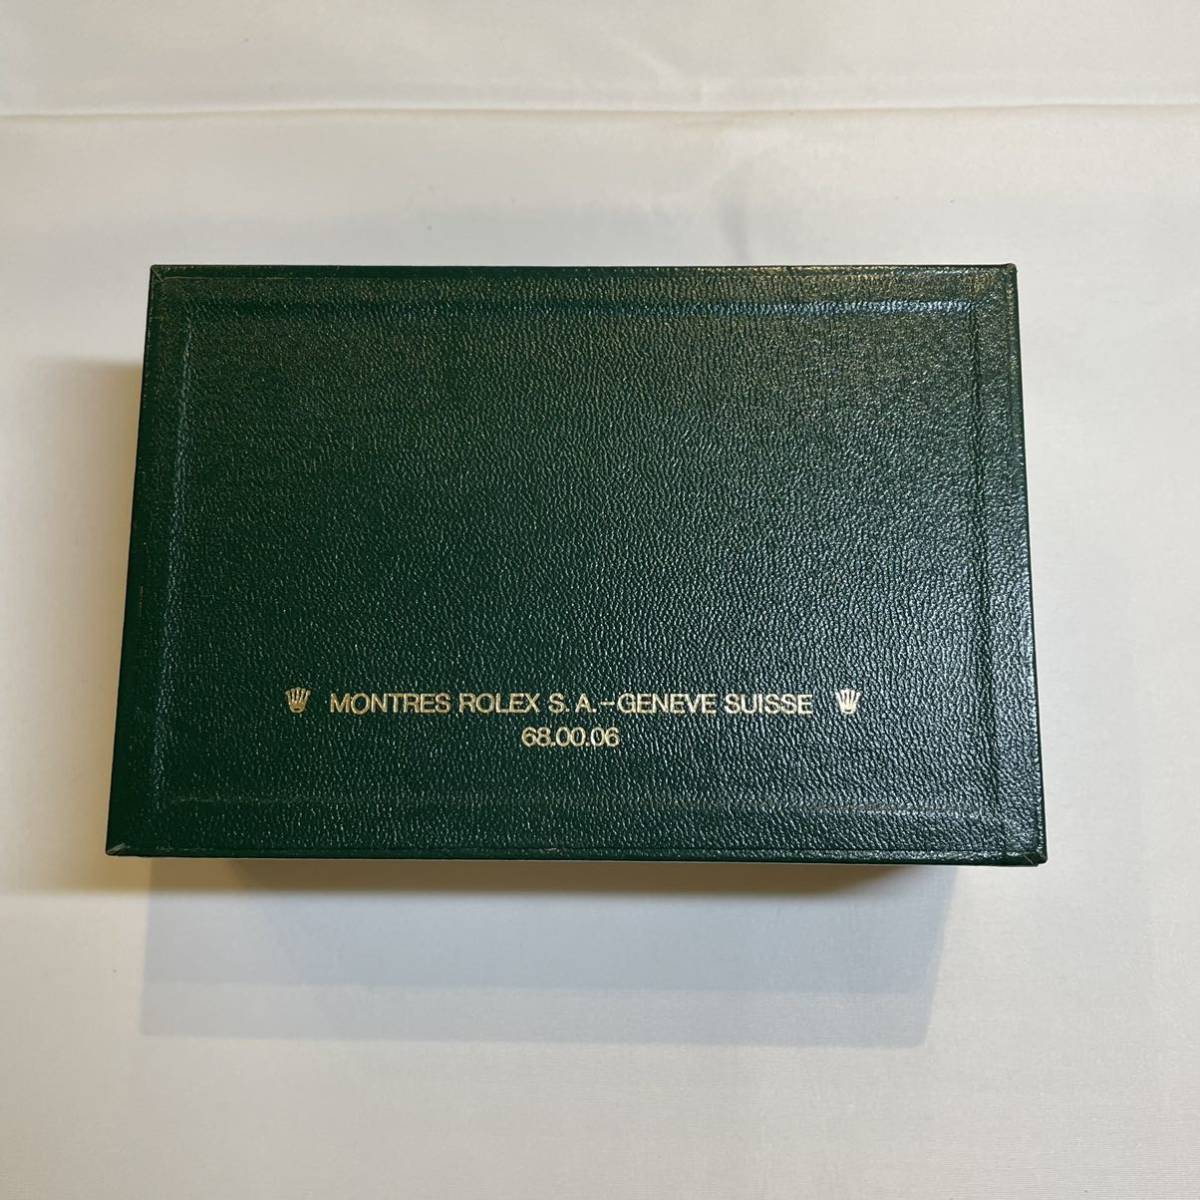 MONTRES ROLEX S.A.-GENEVE SUISSE
68.00.06